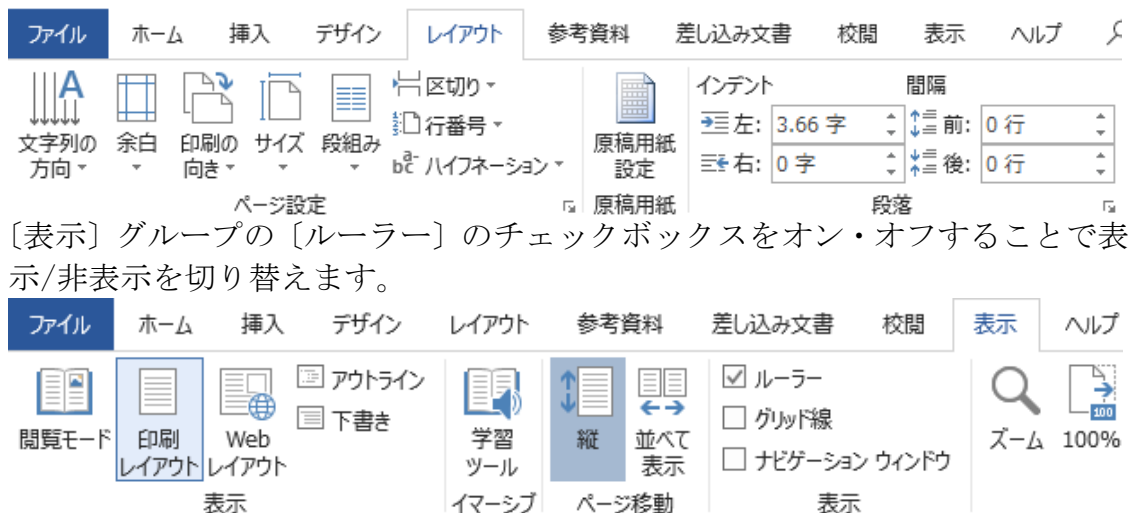 ファイル ホーム 挿入 デザイン レイアウト 参考資料 差し込み文書 校閲 表示 ヘルプ
文字列の方向 余白 印刷の向き サイズ 段組み
区切り
行番号
ハイフネーション
ページ設定
原稿用紙設定
原稿用紙
インデント 間隔
左: 3.66 字 前: 0 行
右: 0 字 後: 0 行
段落
〔表示〕グループの〔ルーラー〕のチェックボックスをオン・オフすることで表
示/非表示を切り替えます。
ファイル ホーム 挿入 デザイン レイアウト 参考資料 差し込み文書 校閲 表示 ヘルプ
閲覧モード 印刷レイアウト Webレイアウト
アウトライン
下書き
表示
学習ツール
イマーシブ
縦 並べて表示
ページ移動
ルーラー
グリッド線
ナビゲーション ウィンドウ
表示
ズーム 100%